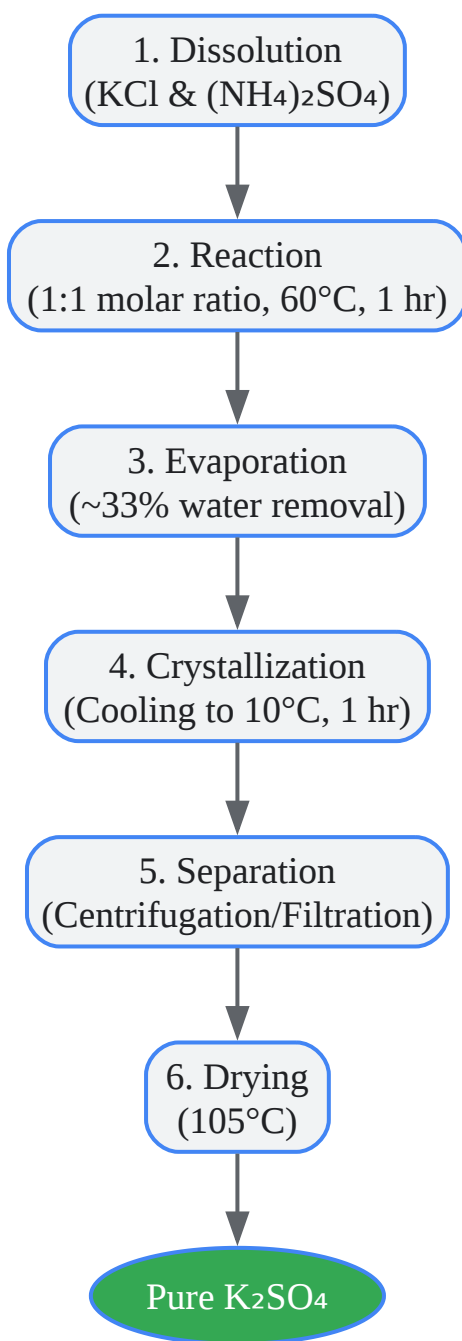 1. Dissolution
(KCl & (NH₄)₂SO₄)
2. Reaction
(1:1 molar ratio, 60°C, 1 hr)
3. Evaporation
(~33% water removal)
4. Crystallization
(Cooling to 10°C, 1 hr)
5. Separation
(Centrifugation/Filtration)
6. Drying
(105°C)
Pure K₂SO₄